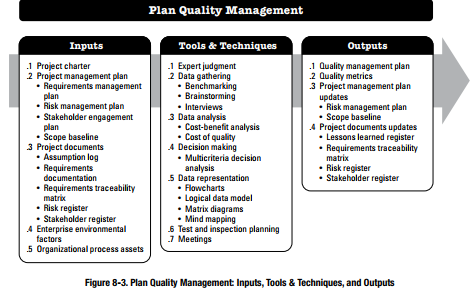 Plan Quality Management
Inputs
.1 Project charter
.2 Project management plan
• Requirements management
plan
• Risk management plan
• Stakeholder engagement
plan
• Scope baseline
.3 Project documents
• Assumption log
• Requirements
documentation
• Requirements traceability
matrix
• Risk register
• Stakeholder register
.4 Enterprise environmental
factors
.5 Organizational process assets
Tools & Techniques
.1 Expert judgment
.2 Data gathering
• Benchmarking
• Brainstorming
• Interviews
.3 Data analysis
• Cost-benefit analysis
• Cost of quality
.4 Decision making
• Multicriteria decision
analysis
.5 Data representation
• Flowcharts
• Logical data model
• Matrix diagrams
• Mind mapping
.6 Test and inspection planning
.7 Meetings
Outputs
.1 Quality management plan
.2 Quality metrics
.3 Project management plan
updates
• Risk management plan
• Scope baseline
.4 Project documents updates
• Lessons learned register
• Requirements traceability
matrix
• Risk register
• Stakeholder register
Figure 8-3. Plan Quality Management: Inputs, Tools & Techniques, and Outputs